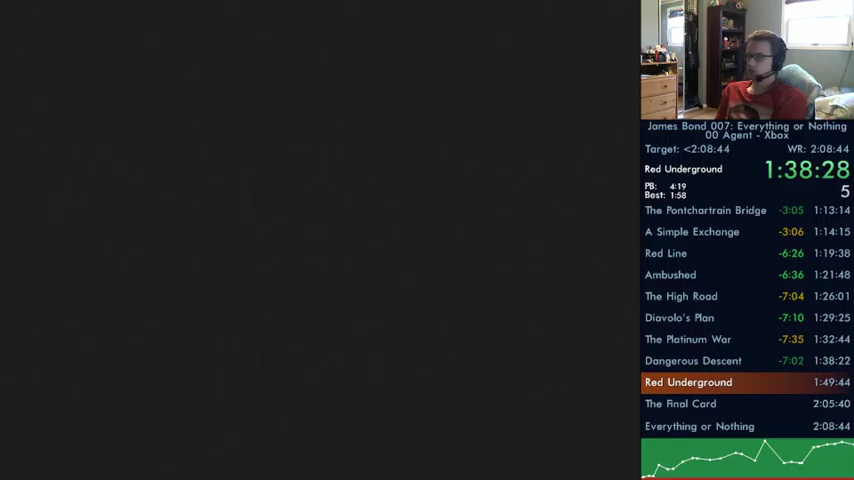 James Bond 007: Everything or Nothing
00 Agent - Xbox
Target: <2:08:44 WR: 2:08:44
Red Underground 1:38:28
PB: 4:19 5
Best: 1:58
The Pontchartrain Bridge -3:05 1:13:14
A Simple Exchange -3:06 1:14:15
Red Line -6:26 1:19:38
Ambushed -6:36 1:21:48
The High Road -7:04 1:26:01
Diavolo's Plan -7:10 1:29:25
The Platinum War -7:35 1:32:44
Dangerous Descent -7:02 1:38:22
Red Underground 1:49:44
The Final Card 2:05:40
Everything or Nothing 2:08:44